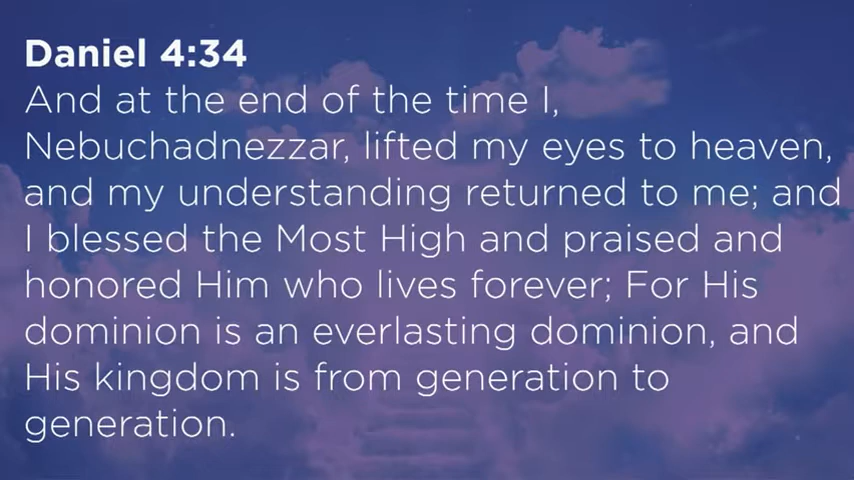 Daniel 4:34
And at the end of the time I,
Nebuchadnezzar, lifted my eyes to heaven,
and my understanding returned to me; and
I blessed the Most High and praised and
honored Him who lives forever; For His
dominion is an everlasting dominion, and
His kingdom is from generation to
generation.